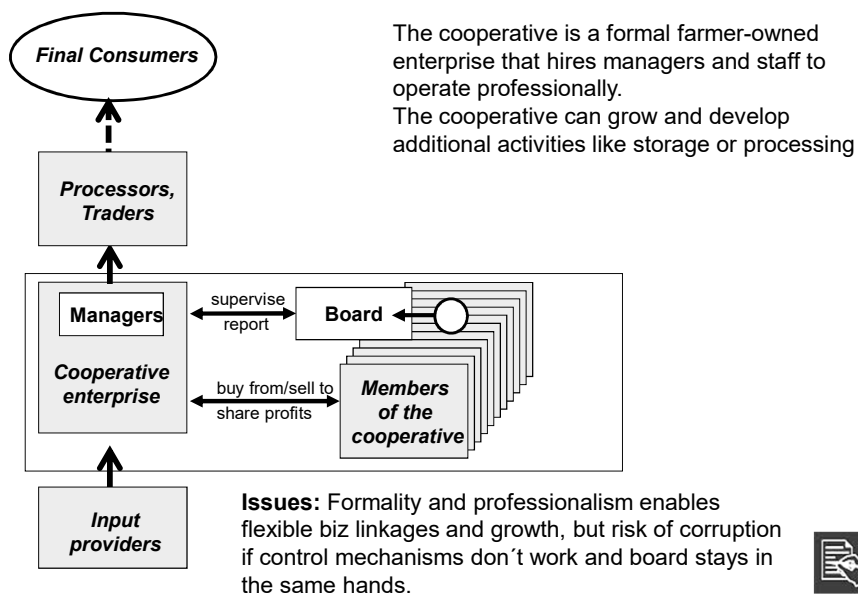 Final Consumers
The cooperative is a formal farmer-owned
enterprise that hires managers and staff to
operate professionally.
The cooperative can grow and develop
additional activities like storage or processing
Processors,
Traders
Managers
supervise
report
Board
Cooperative
enterprise
buy from/sell to
share profits
Members
of the
cooperative
Input
providers
Issues: Formality and professionalism enables
flexible biz linkages and growth, but risk of corruption
if control mechanisms don´t work and board stays in
the same hands.